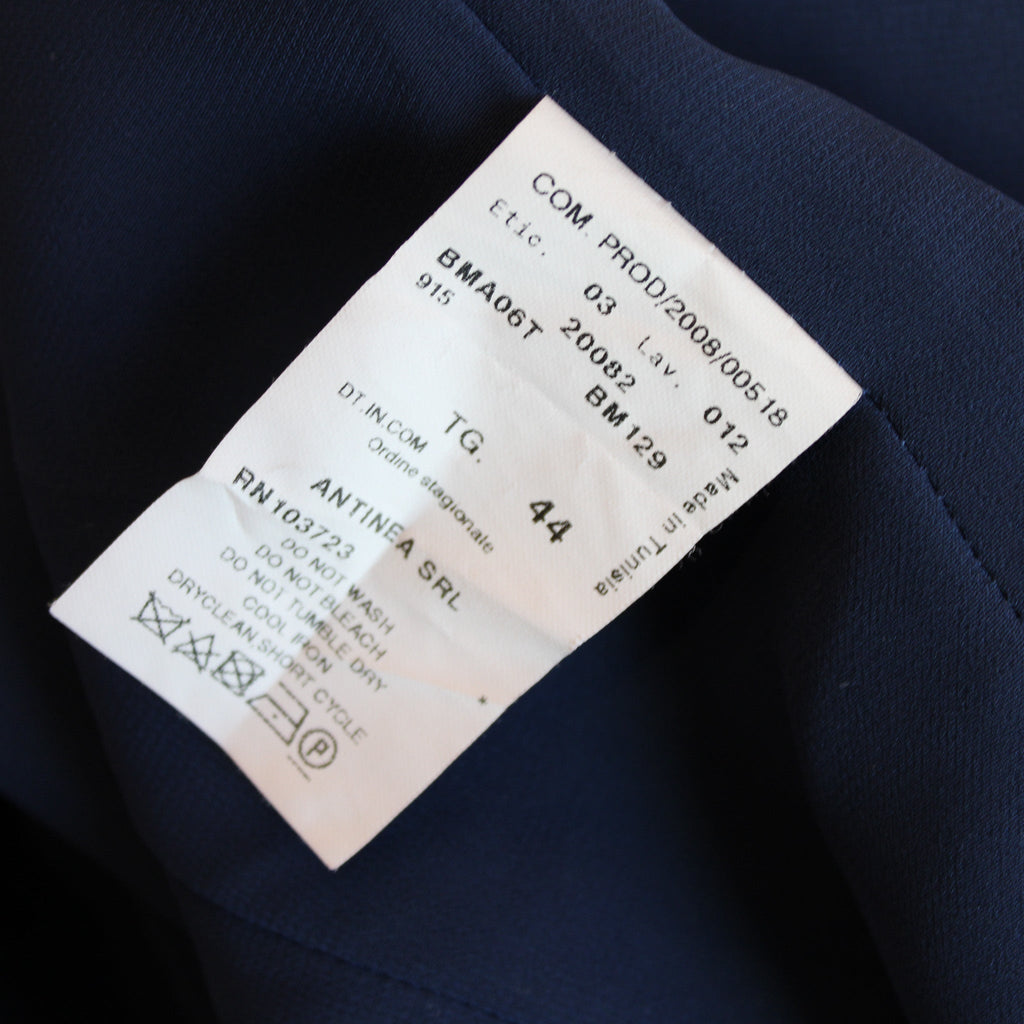 COM. PROD/2008/00518
Etic. 03 Lav. 012
BMA06T 20082 BM129
915
TG. 44
Made in Tunisia
DT.IN.COM
Ordine stagionale
ANTINEA SRL
RN103723
DO NOT WASH
DO NOT BLEACH
DO NOT TUMBLE DRY
COOL IRON
DRYCLEAN.SHORT CYCLE
P